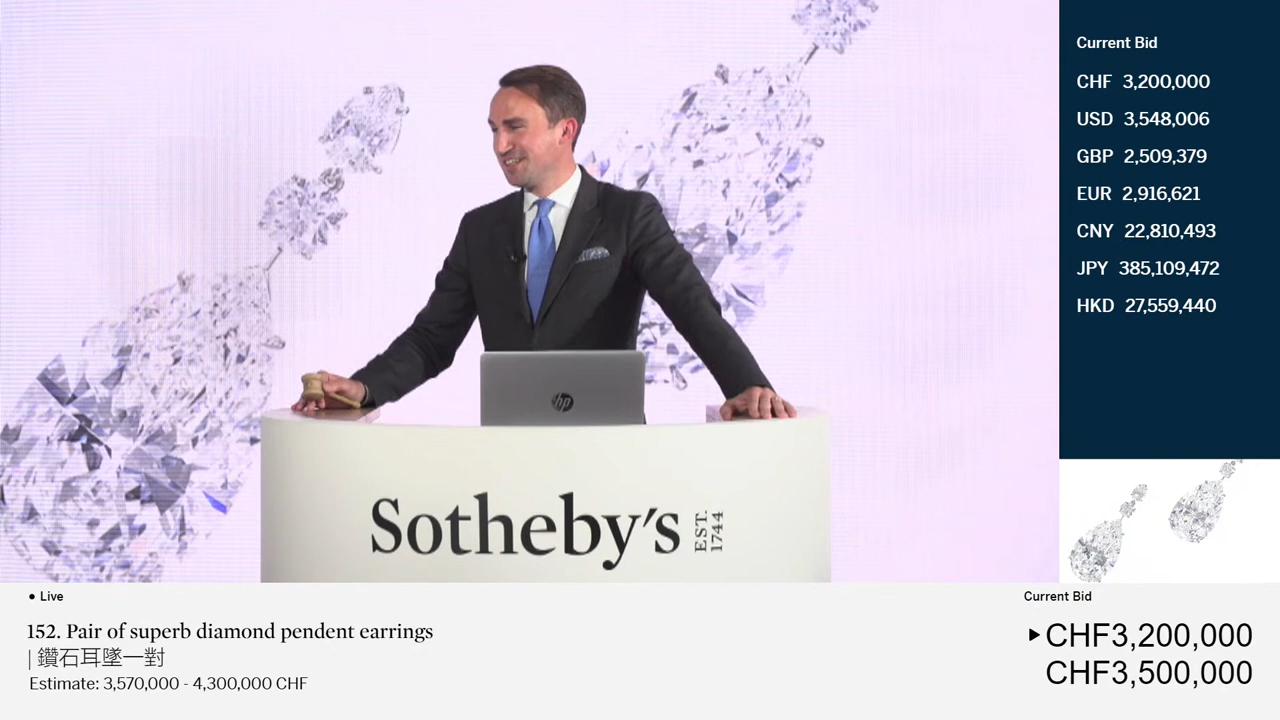 Current Bid
CHF 3,200,000
USD 3,548,006
GBP 2,509,379
EUR 2,916,621
CNY 22,810,493
JPY 385,109,472
HKD 27,559,440
hp
Sotheby's EST. 1744
• Live
152. Pair of superb diamond pendent earrings
| 鑽石耳墜一對
Estimate: 3,570,000 - 4,300,000 CHF
Current Bid
CHF3,200,000
CHF3,500,000